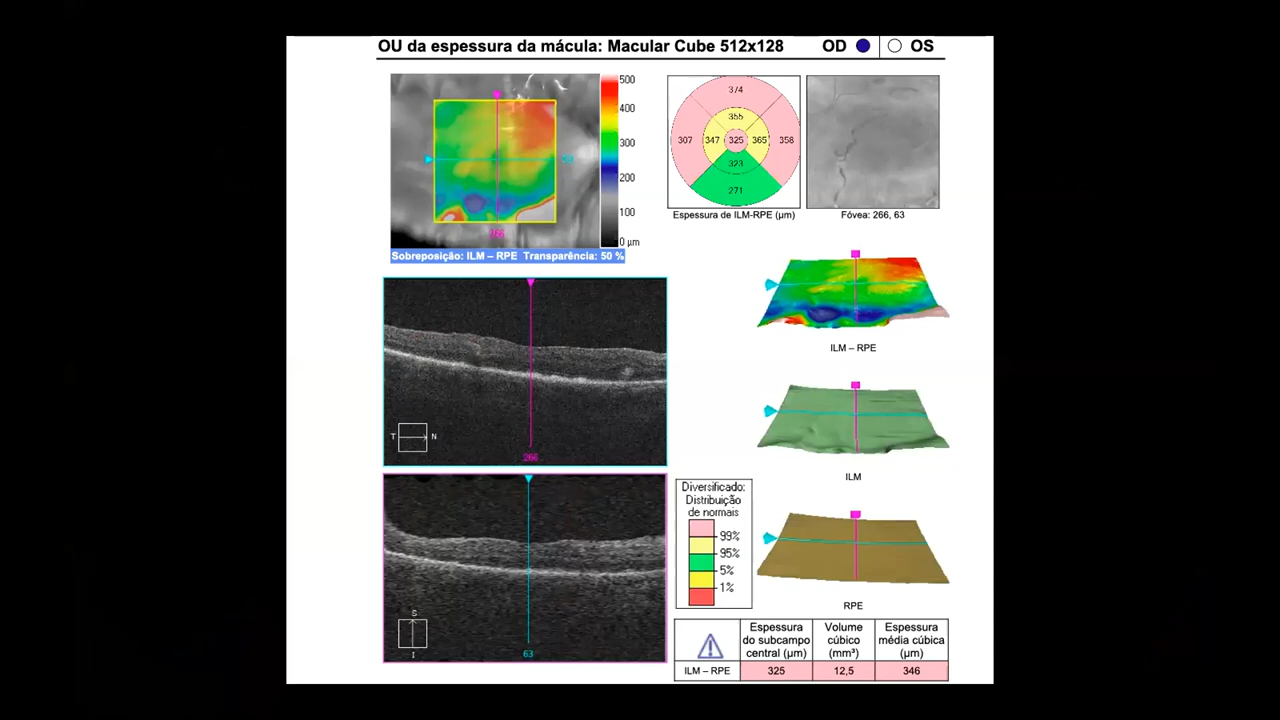 OU da espessura da mácula: Macular Cube 512x128 OD OS
500
400
300
200
100
0 µm
166
Sobreposição: ILM – RPE Transparência: 50 %
374
355
307 347 325 365 358
323
271
Espessura de ILM-RPE (µm)
Fóvea: 266, 63
ILM – RPE
T N
266
ILM
S
I
63
Diversificado:
Distribuição
de normais
99%
95%
5%
1%
RPE
Espessura do subcampo central (µm)
Volume cúbico (mm³)
Espessura média cúbica (µm)
ILM – RPE 325 12,5 346